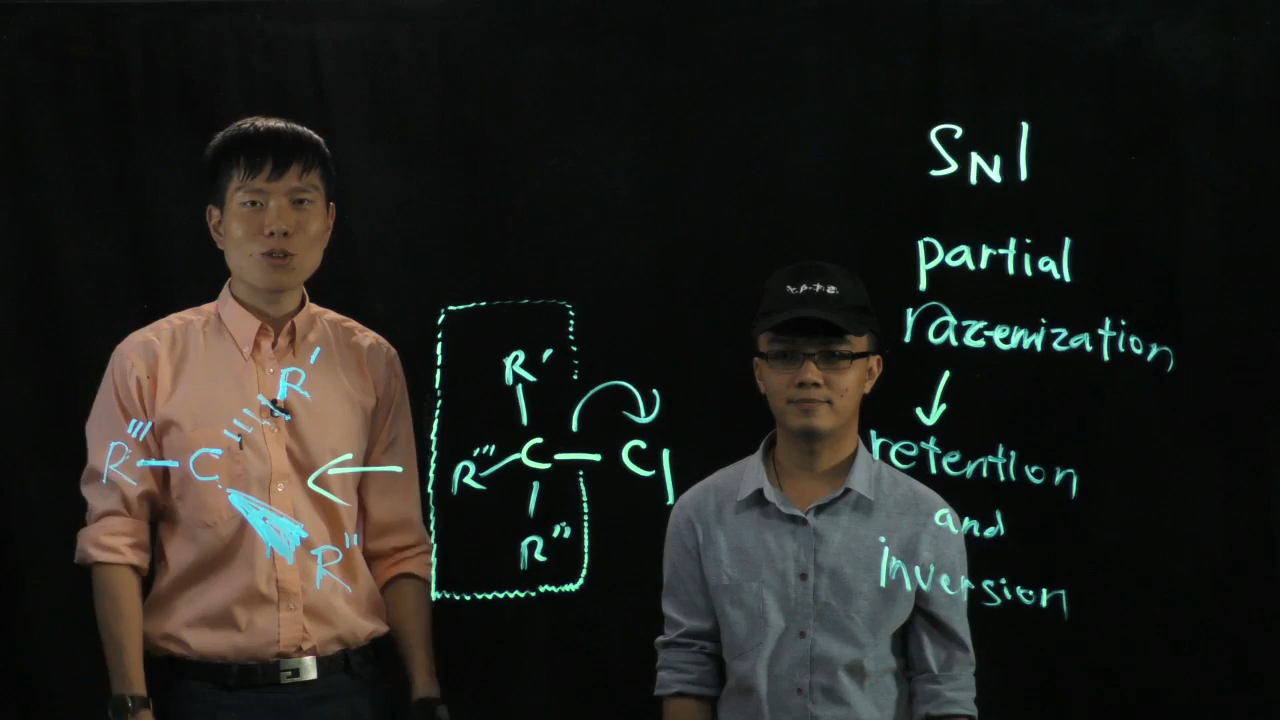 SN1
partial
razemization
↓
retention
and
inversion
R'
R'''—C—Cl
R''
R'
R'''—C
R''